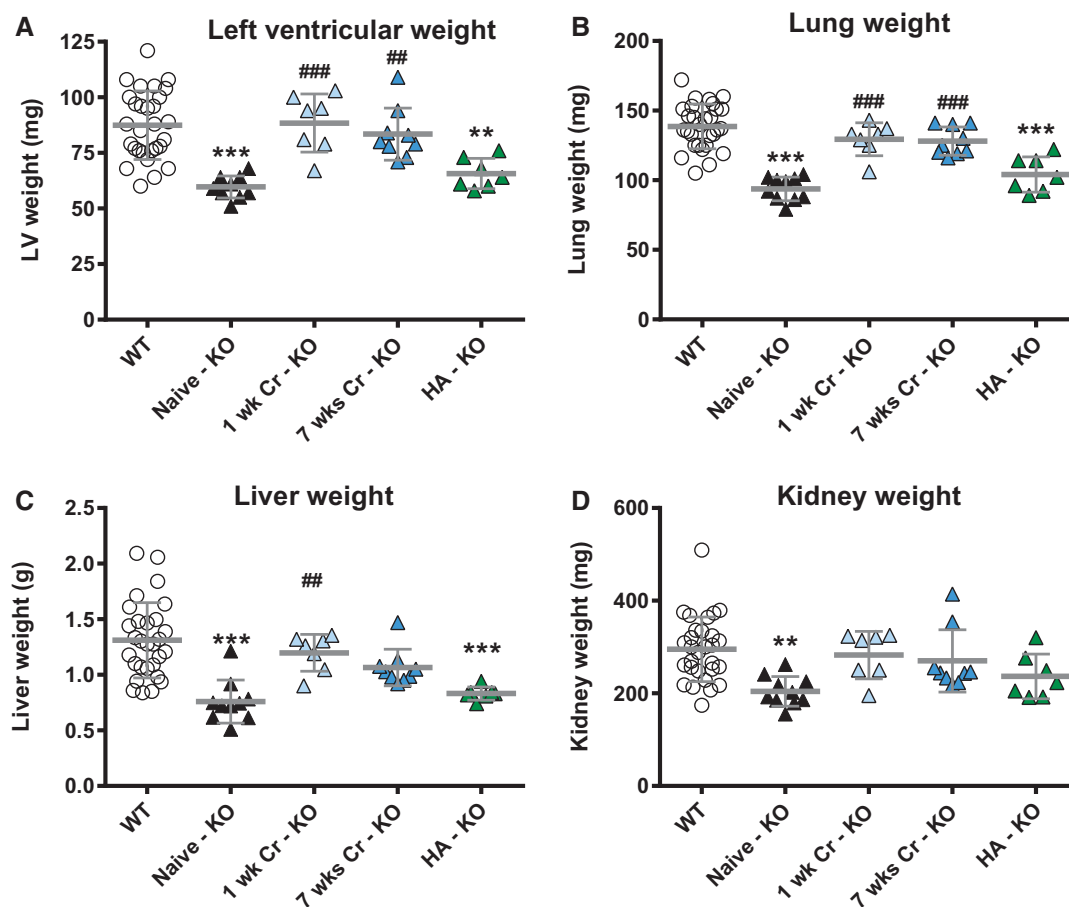 A Left ventricular weight
LV weight (mg)
125
100
75
50
25
0
***
###
##
**
WT
Naive - KO
1 wk Cr - KO
7 wks Cr - KO
HA - KO
B Lung weight
Lung weight (mg)
200
150
100
50
0
***
###
###
***
WT
Naive - KO
1 wk Cr - KO
7 wks Cr - KO
HA - KO
C Liver weight
Liver weight (g)
2.5
2.0
1.5
1.0
0.5
0.0
***
##
***
WT
Naive - KO
1 wk Cr - KO
7 wks Cr - KO
HA - KO
D Kidney weight
Kidney weight (mg)
600
400
200
0
**
WT
Naive - KO
1 wk Cr - KO
7 wks Cr - KO
HA - KO